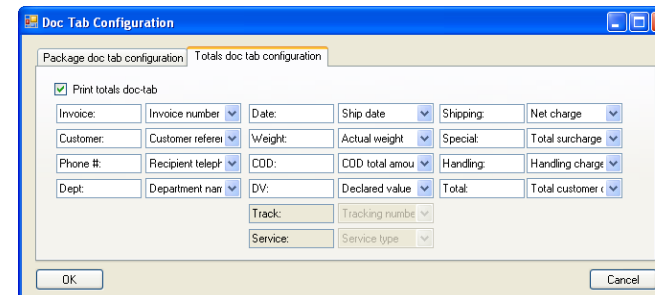 Doc Tab Configuration
Package doc tab configuration Totals doc tab configuration
Print totals doc-tab
Invoice: Invoice number Date: Ship date Shipping: Net charge
Customer: Customer referei Weight: Actual weight Special: Total surcharge
Phone #: Recipient teleph COD: COD total amou Handling: Handling charge
Dept: Department nam DV: Declared value Total: Total customer c
Track: Tracking numbe
Service: Service type
OK Cancel